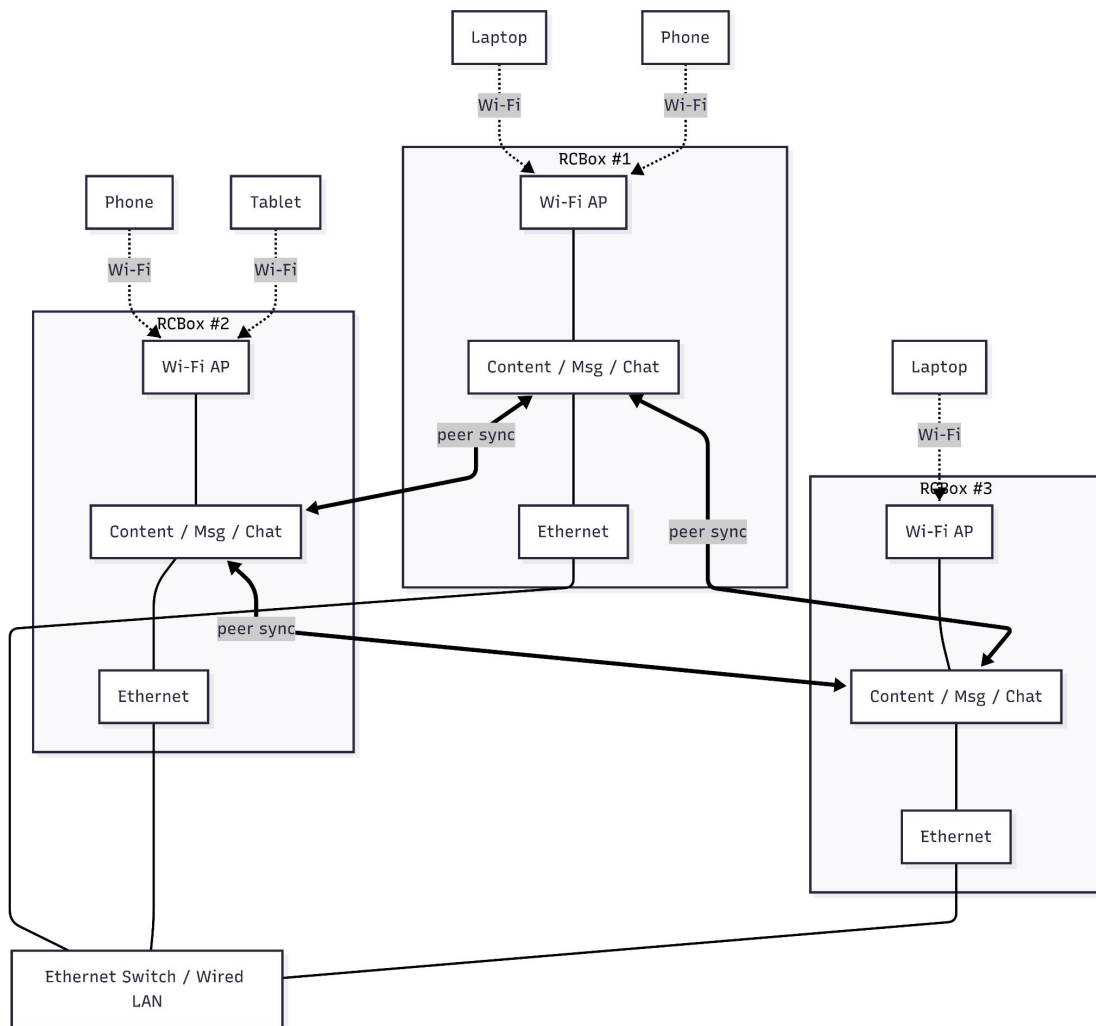 Laptop
Phone
Wi-Fi
Wi-Fi
RCBox #1
Wi-Fi AP
Phone
Tablet
Wi-Fi
Wi-Fi
RCBox #2
Wi-Fi AP
Content / Msg / Chat
Laptop
Wi-Fi
peer sync
RCBox #3
Content / Msg / Chat
Ethernet
peer sync
Wi-Fi AP
peer sync
Ethernet
Content / Msg / Chat
Ethernet
Ethernet Switch / Wired
LAN